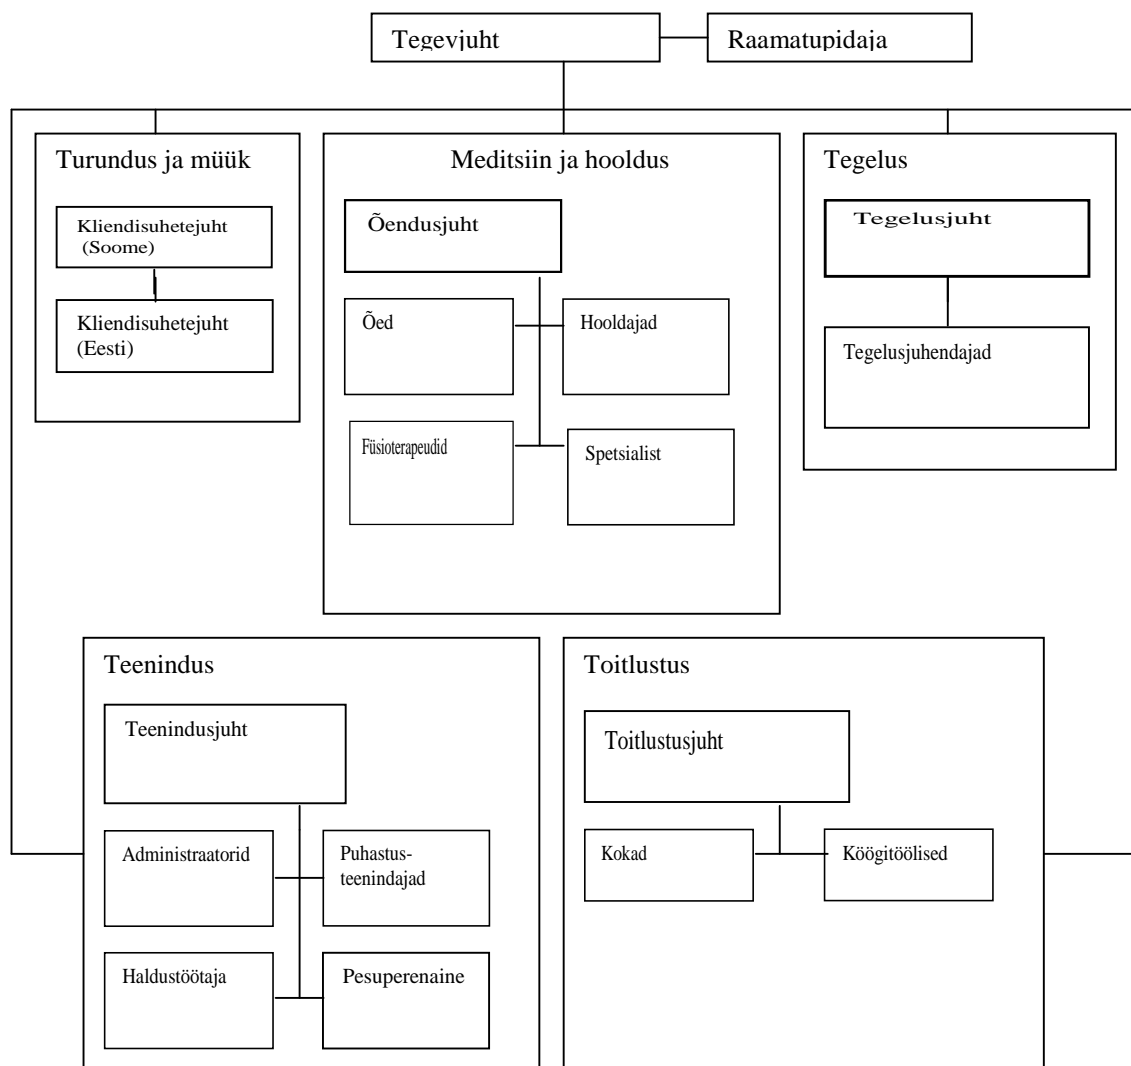 Tegevjuht
Raamatupidaja
Turundus ja müük
Kliendisuhetejuht
(Soome)
Kliendisuhetejuht
(Eesti)
Meditsiin ja hooldus
Õendusjuht
Õed
Hooldajad
Füsioterapeudid
Spetsialist
Tegelus
Tegelusjuht
Tegelusjuhendajad
Teenindus
Teenindusjuht
Administraatorid
Puhastus-
teenindajad
Haldustöötaja
Pesuperenaine
Toitlustus
Toitlustusjuht
Kokad
Köögitöölised